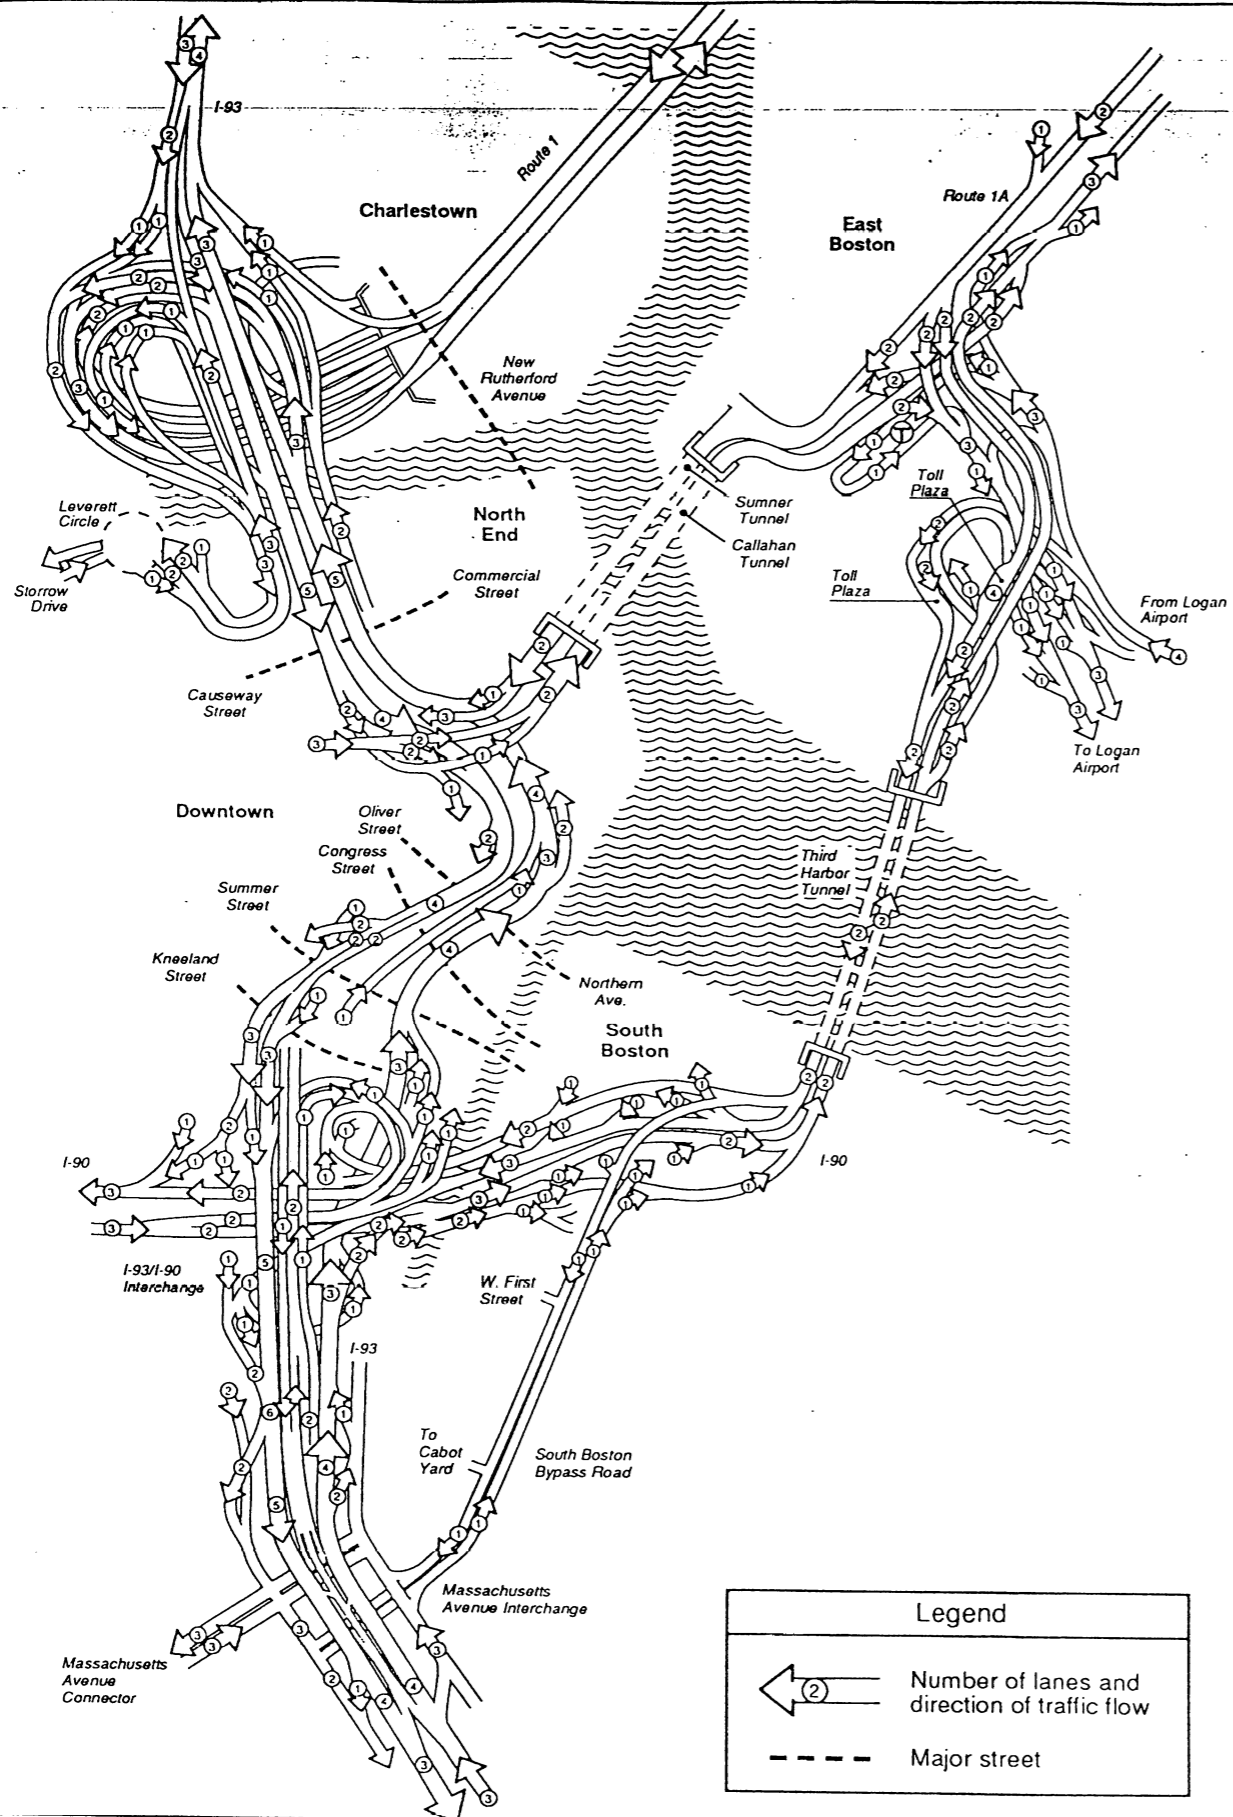 I-93
Route 1
Charlestown
Route 1A
East
Boston
New
Rutherford
Avenue
Leverett
Circle
North
End
Sumner
Tunnel
Callahan
Tunnel
Toll
Plaza
Toll
Plaza
Storrow
Drive
Commercial
Street
From Logan
Airport
Causeway
Street
To Logan
Airport
Downtown
Oliver
Street
Congress
Street
Summer
Street
Third
Harbor
Tunnel
Kneeland
Street
Northern
Ave.
South
Boston
I-90
I-90
I-93/I-90
Interchange
W. First
Street
I-93
To
Cabot
Yard
South Boston
Bypass Road
Massachusetts
Avenue Interchange
Massachusetts
Avenue
Connector
Legend
2
Number of lanes and
direction of traffic flow
Major street